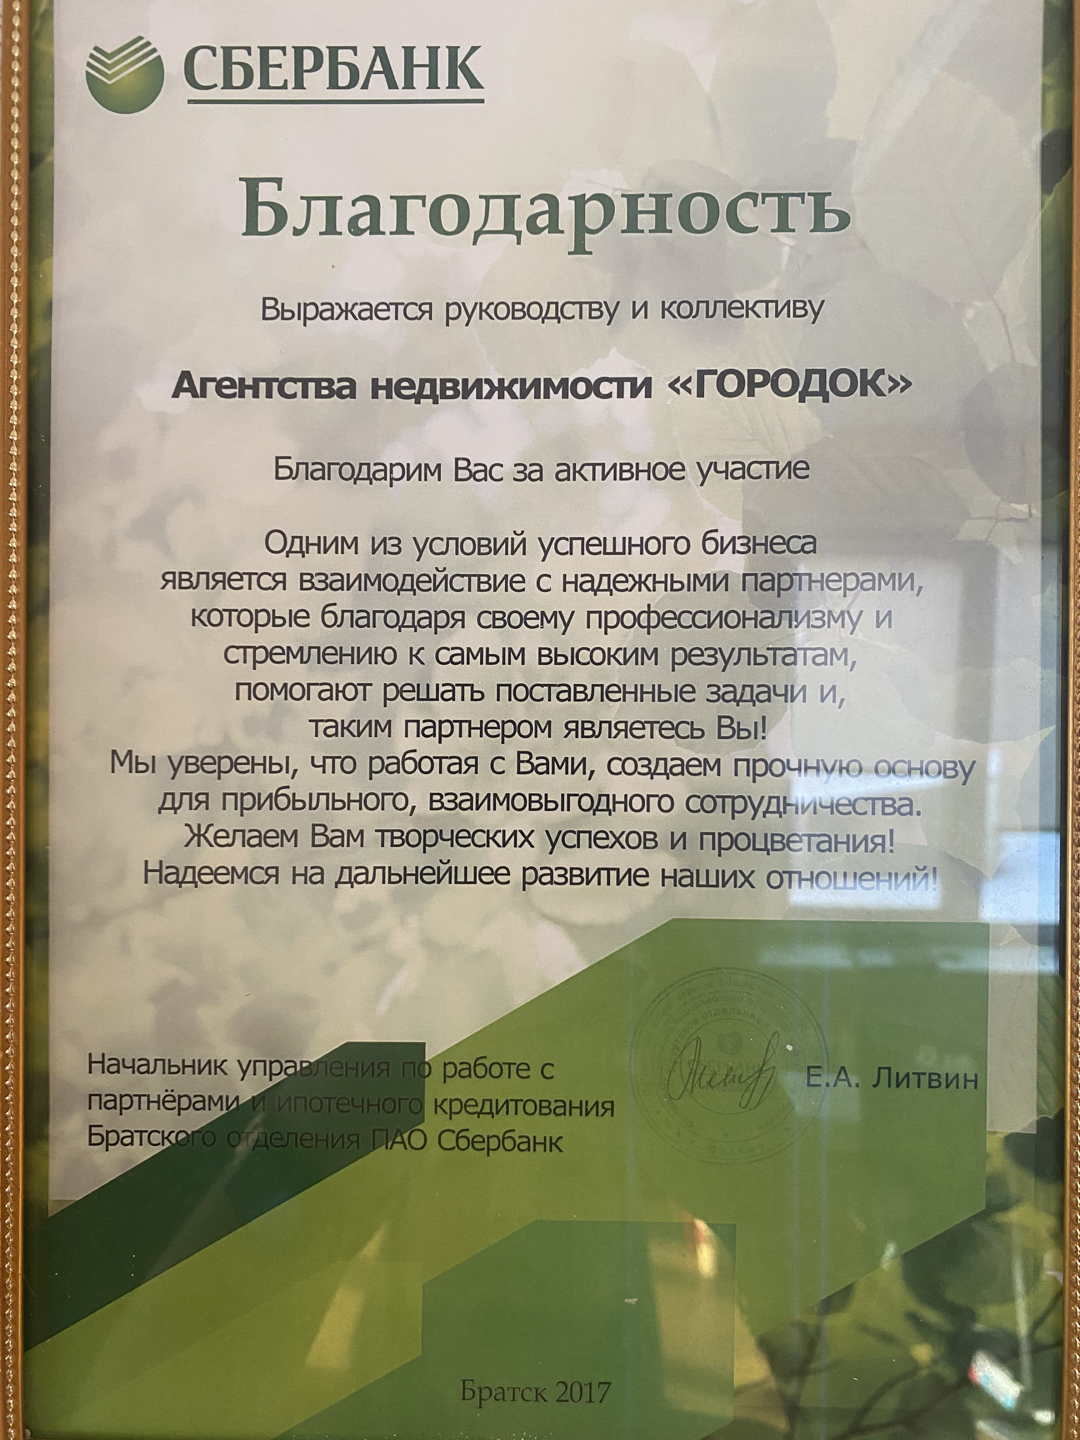 СБЕРБАНК
Благодарность
Выражается руководству и коллективу
Агентства недвижимости «ГОРОДОК»
Благодарим Вас за активное участие
Одним из условий успешного бизнеса
является взаимодействие с надежными партнерами,
которые благодаря своему профессионализму и
стремлению к самым высоким результатам,
помогают решать поставленные задачи и,
таким партнером являетесь Вы!
Мы уверены, что работая с Вами, создаем прочную основу
для прибыльного, взаимовыгодного сотрудничества.
Желаем Вам творческих успехов и процветания!
Надеемся на дальнейшее развитие наших отношений!
Начальник управления по работе с
партнёрами и ипотечного кредитования
Братского отделения ПАО Сбербанк
Е.А. Литвин
Братск 2017